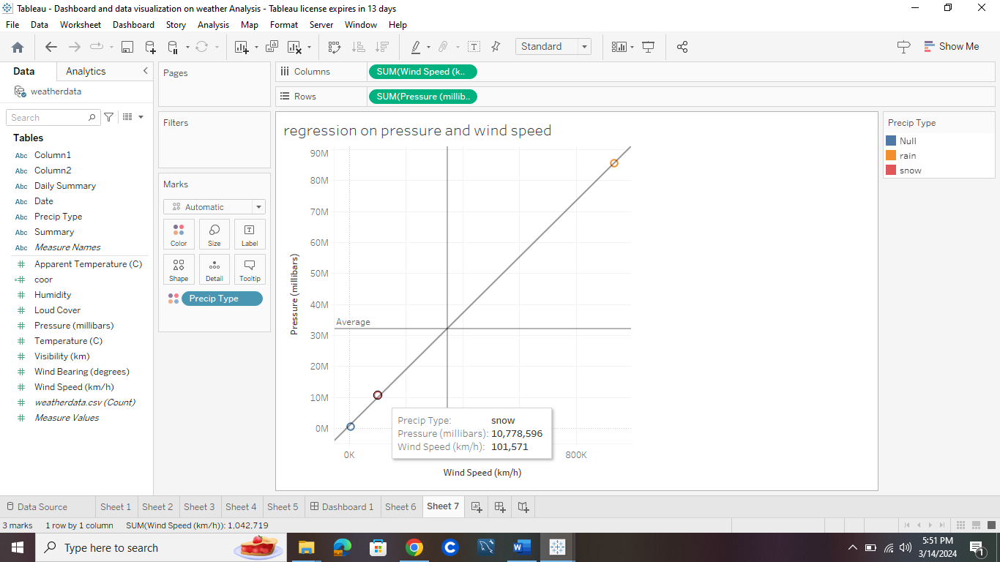 Tableau - Dashboard and data visualization on weather Analysis - Tableau license expires in 13 days
File Data Worksheet Dashboard Story Analysis Map Format Server Window Help
Standard
Show Me
Data Analytics
weatherdata
Search
Tables
Abc Column1
Abc Column2
Abc Daily Summary
Abc Date
Abc Precip Type
Abc Summary
Abc Measure Names
# Apparent Temperature (C)
=# coor
# Humidity
# Loud Cover
# Pressure (millibars)
# Temperature (C)
# Visibility (km)
# Wind Bearing (degrees)
# Wind Speed (km/h)
# weatherdata.csv (Count)
# Measure Values
Pages
Filters
Marks
Automatic
Color Size Label
Shape Detail Tooltip
Precip Type
Columns SUM(Wind Speed (k..
Rows SUM(Pressure (millib..
regression on pressure and wind speed
90M
80M
70M
60M
50M
40M
30M
20M
10M
0M
Pressure (millibars)
Average
Precip Type: snow
Pressure (millibars): 10,778,596
Wind Speed (km/h): 101,571
0K 800K
Wind Speed (km/h)
Precip Type
Null
rain
snow
Data Source Sheet 1 Sheet 2 Sheet 3 Sheet 4 Sheet 5 Dashboard 1 Sheet 6 Sheet 7
3 marks 1 row by 1 column SUM(Wind Speed (km/h)): 1,042,719
Type here to search
5:51 PM
3/14/2024
1